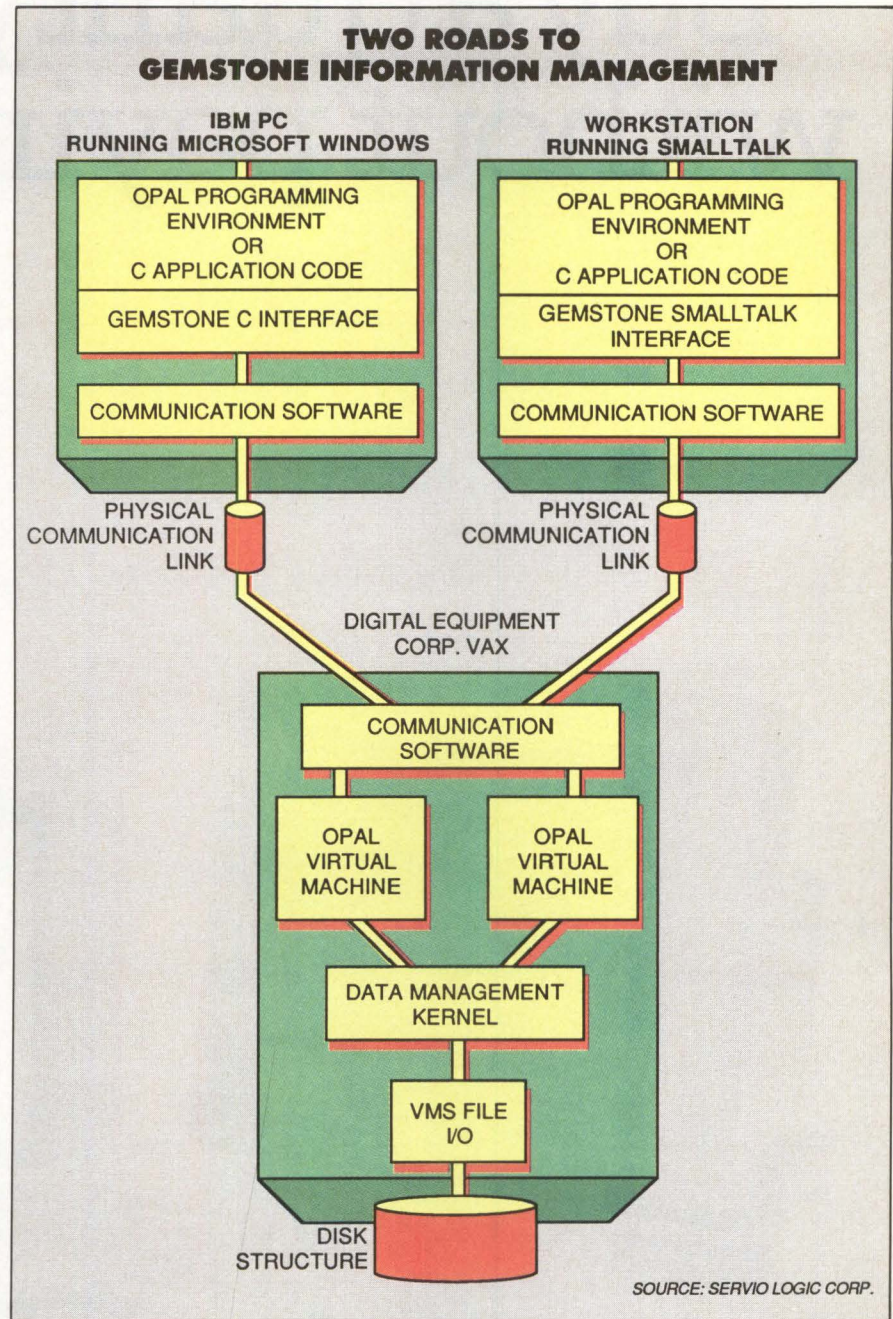 TWO ROADS TO
GEMSTONE INFORMATION MANAGEMENT
IBM PC
RUNNING MICROSOFT WINDOWS
OPAL PROGRAMMING
ENVIRONMENT
OR
C APPLICATION CODE
GEMSTONE C INTERFACE
COMMUNICATION SOFTWARE
PHYSICAL
COMMUNICATION
LINK
WORKSTATION
RUNNING SMALLTALK
OPAL PROGRAMMING
ENVIRONMENT
OR
C APPLICATION CODE
GEMSTONE SMALLTALK
INTERFACE
COMMUNICATION SOFTWARE
PHYSICAL
COMMUNICATION
LINK
DIGITAL EQUIPMENT
CORP. VAX
COMMUNICATION
SOFTWARE
OPAL
VIRTUAL
MACHINE
OPAL
VIRTUAL
MACHINE
DATA MANAGEMENT
KERNEL
VMS FILE
I/O
DISK
STRUCTURE
SOURCE: SERVIO LOGIC CORP.